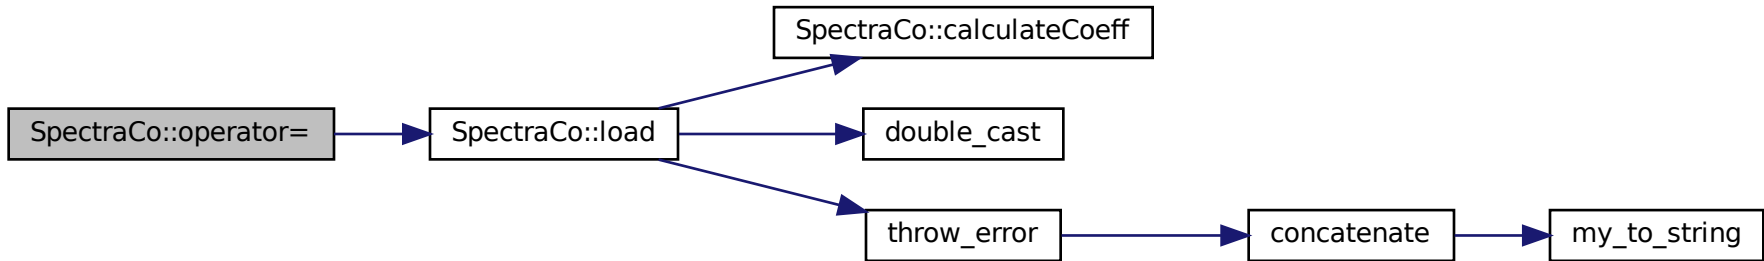 SpectraCo::calculateCoeff
SpectraCo::operator=
SpectraCo::load
double_cast
throw_error
concatenate
my_to_string